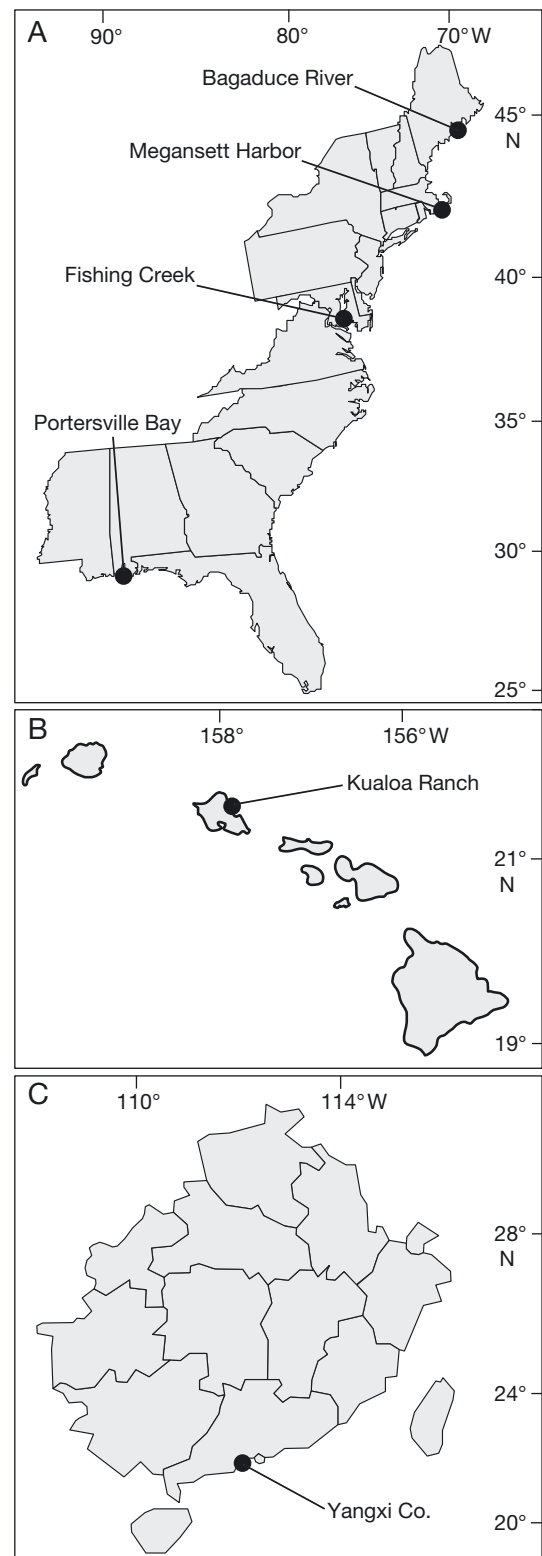 A
90° 80° 70° W
Bagaduce River
45°
N
Megansett Harbor
40°
Fishing Creek
35°
Portersville Bay
30°
25°
B
158° 156° W
Kualoa Ranch
21°
N
19°
C
110° 114° W
28°
N
24°
Yangxi Co.
20°